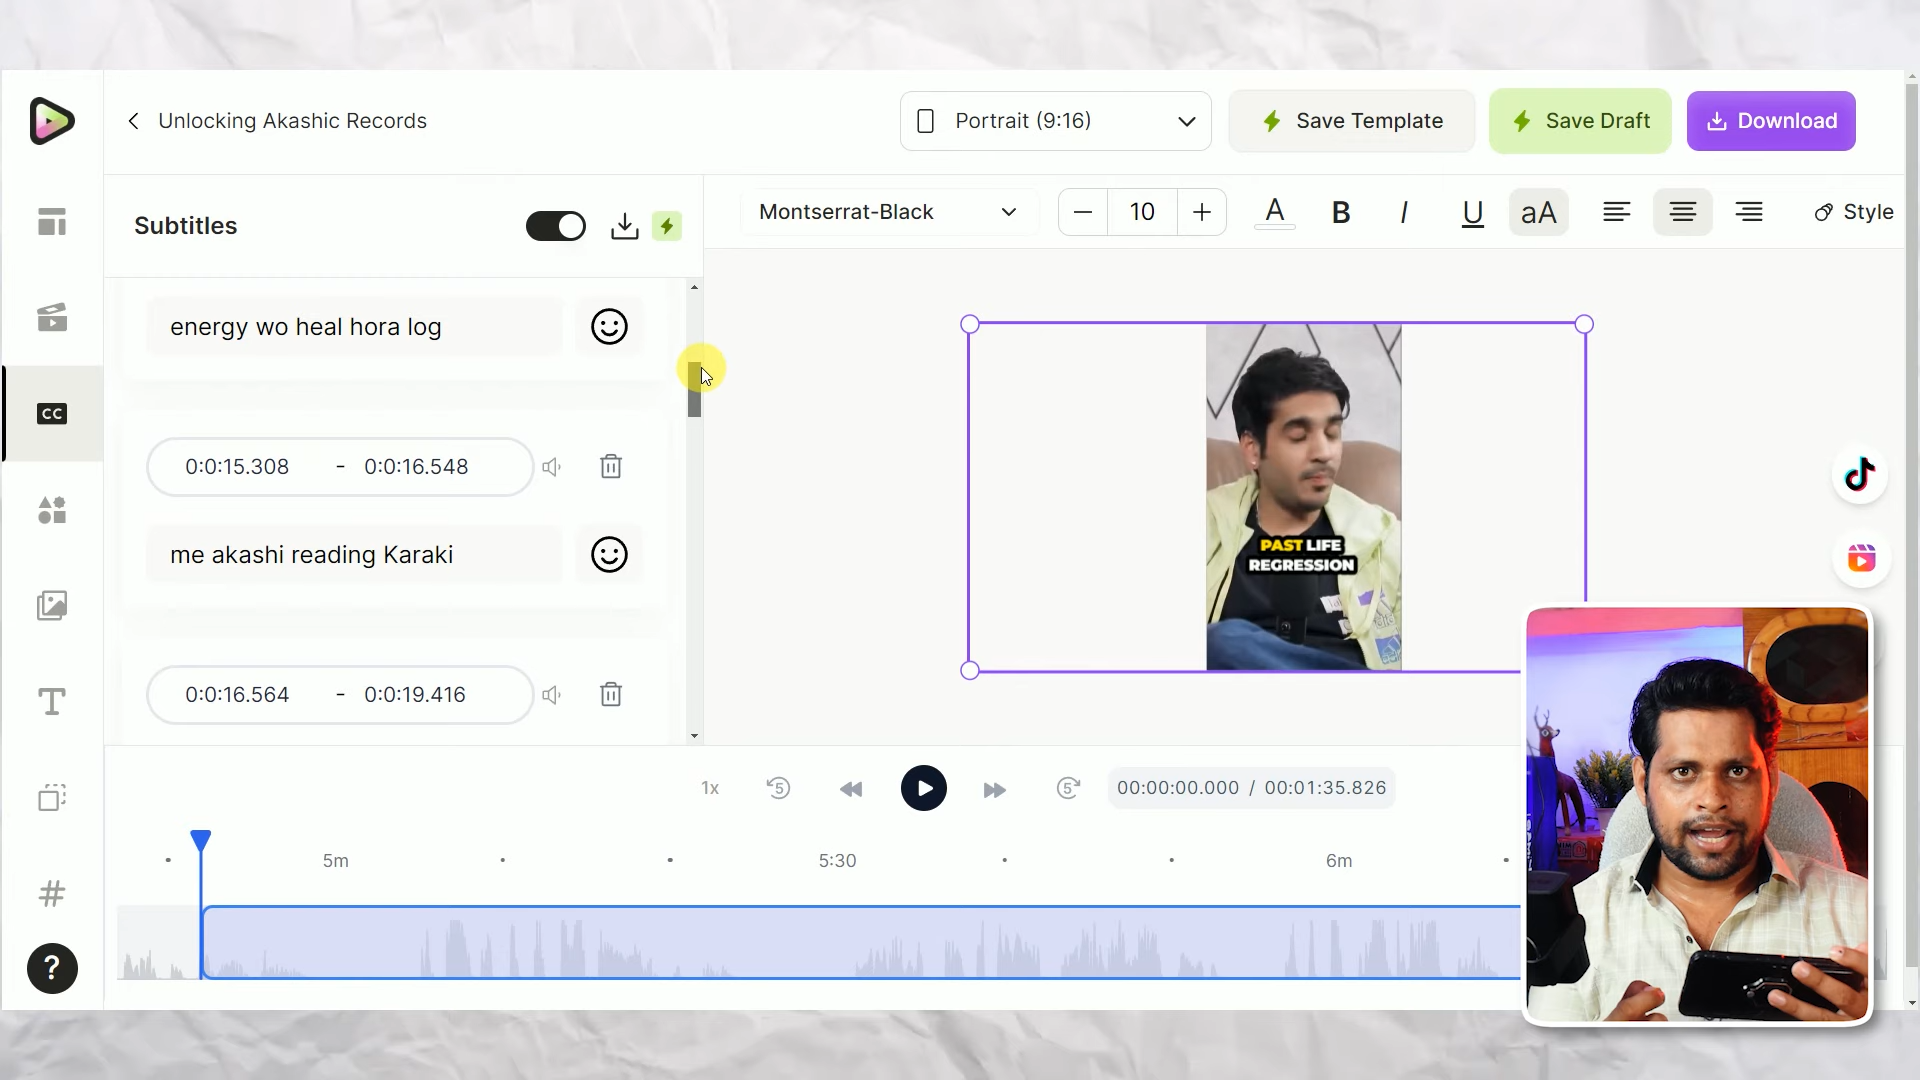 Unlocking Akashic Records
Portrait (9:16)
Save Template
Save Draft
Download
Subtitles
Montserrat-Black
10
A
B
I
U
aA
Style
energy wo heal hora log
0:0:15.308 - 0:0:16.548
me akashi reading Karaki
0:0:16.564 - 0:0:19.416
CC
T
#
?
PAST LIFE
REGRESSION
1x
5
5
00:00:00.000 / 00:01:35.826
5m
5:30
6m